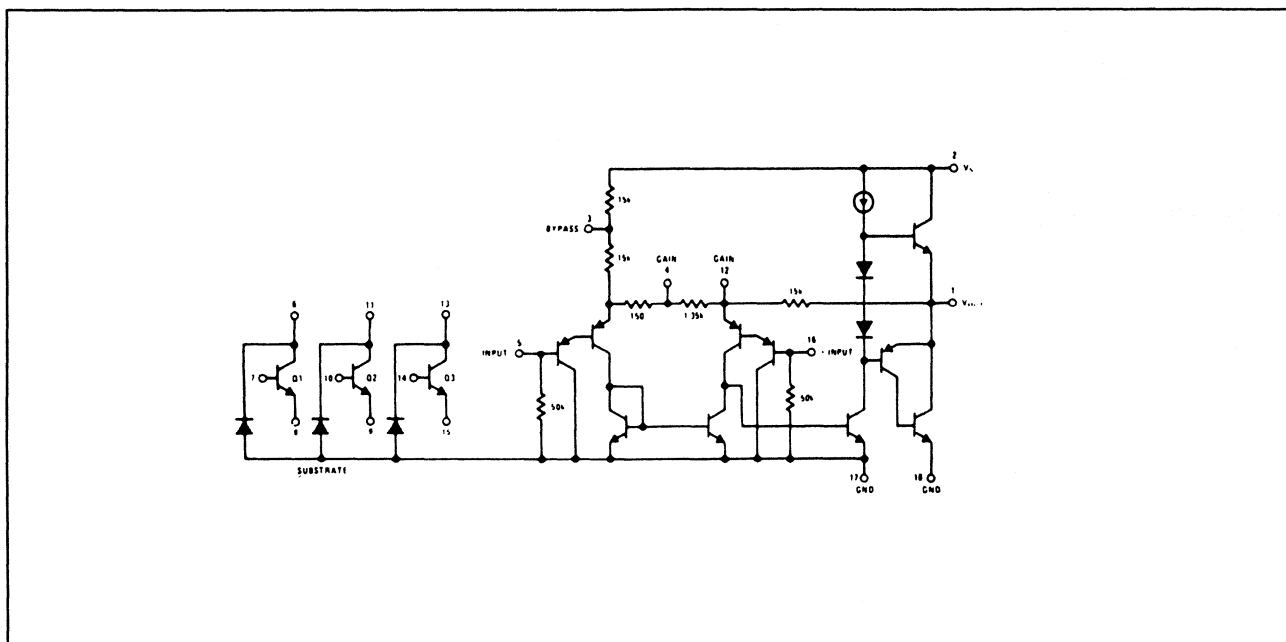 2
V
15k
3
BYPASS
15k
GAIN
4
GAIN
12
15k
1
150
1 35k
6
11
13
5
INPUT
16
- INPUT
7
Q1
10
Q2
14
Q3
50k
50k
8
9
15
SUBSTRATE
17
GND
18
GND